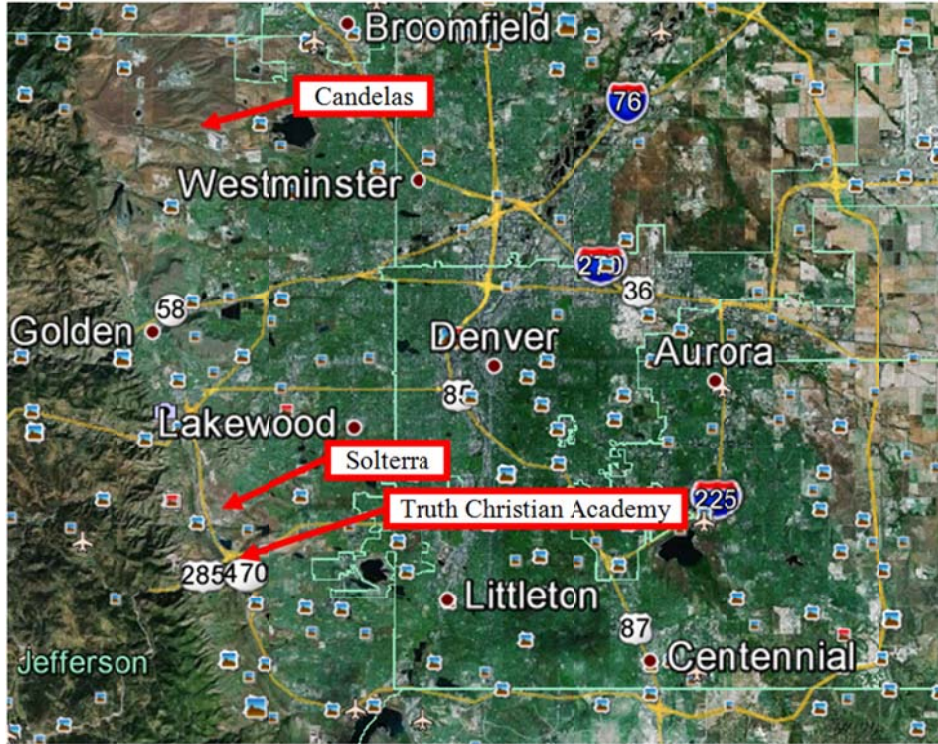 Broomfield
Candelas
76
Westminster
270
36
58
Golden
Denver
Aurora
85
Lakewood
Solterra
Truth Christian Academy
225
285
470
Littleton
87
Jefferson
Centennial